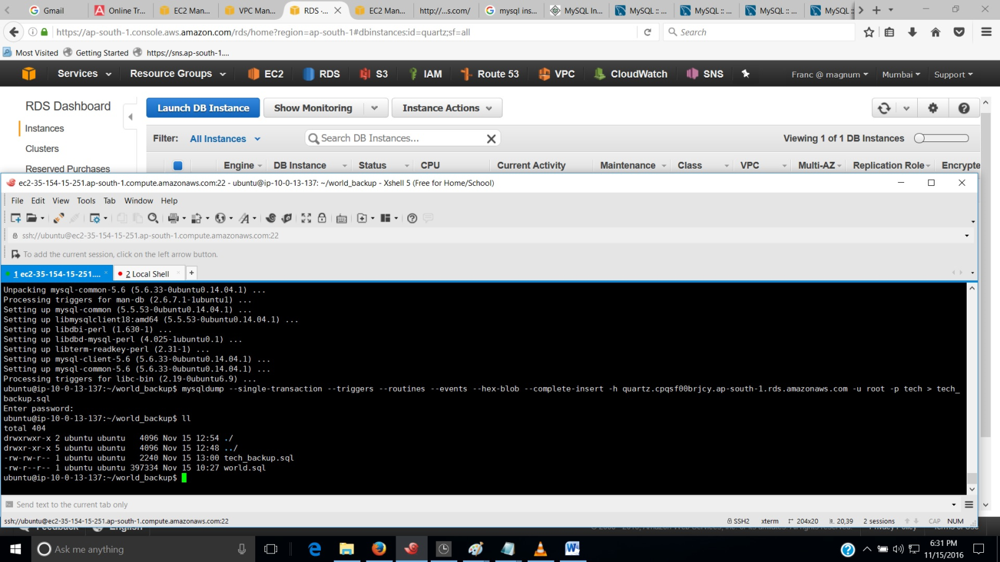 Gmail
Online Tr...
EC2 Man...
VPC Man...
RDS ·...
EC2 Man...
http://...s.com/
mysql ins...
MySQL In...
MySQL :: ...
MySQL :: ...
MySQL :: ...
MySQL ::
https://ap-south-1.console.aws.amazon.com/rds/home?region=ap-south-1#dbinstances:id=quartz;sf=all
Search
Most Visited
Getting Started
https://sns.ap-south-1....
Services
Resource Groups
EC2
RDS
S3
IAM
Route 53
VPC
CloudWatch
SNS
Franc @ magnum
Mumbai
Support
RDS Dashboard
Launch DB Instance
Show Monitoring
Instance Actions
Instances
Filter:
All Instances
Search DB Instances...
Viewing 1 of 1 DB Instances
Clusters
Reserved Purchases
Engine
DB Instance
Status
CPU
Current Activity
Maintenance
Class
VPC
Multi-AZ
Replication Role
Encrypte
ec2-35-154-15-251.ap-south-1.compute.amazonaws.com:22 - ubuntu@ip-10-0-13-137: ~/world_backup - Xshell 5 (Free for Home/School)
File Edit View Tools Tab Window Help
ssh://ubuntu@ec2-35-154-15-251.ap-south-1.compute.amazonaws.com:22
To add the current session, click on the left arrow button.
1 ec2-35-154-15-251....
2 Local Shell
Unpacking mysql-common-5.6 (5.6.33-0ubuntu0.14.04.1) ...
Processing triggers for man-db (2.6.7.1-1ubuntu1) ...
Setting up mysql-common (5.5.53-0ubuntu0.14.04.1) ...
Setting up libmysqlclient18:amd64 (5.5.53-0ubuntu0.14.04.1) ...
Setting up libdbi-perl (1.630-1) ...
Setting up libdbd-mysql-perl (4.025-1ubuntu0.1) ...
Setting up libterm-readkey-perl (2.31-1) ...
Setting up mysql-client-5.6 (5.6.33-0ubuntu0.14.04.1) ...
Setting up mysql-common-5.6 (5.6.33-0ubuntu0.14.04.1) ...
Processing triggers for libc-bin (2.19-0ubuntu6.9) ...
ubuntu@ip-10-0-13-137:~/world_backup$ mysqldump --single-transaction --triggers --routines --events --hex-blob --complete-insert -h quartz.cpqsf00brjcy.ap-south-1.rds.amazonaws.com -u root -p tech > tech_
backup.sql
Enter password:
ubuntu@ip-10-0-13-137:~/world_backup$ ll
total 404
drwxrwxr-x 2 ubuntu ubuntu   4096 Nov 15 12:54 ./
drwxr-xr-x 5 ubuntu ubuntu   4096 Nov 15 12:48 ../
-rw-rw-r-- 1 ubuntu ubuntu   2240 Nov 15 13:00 tech_backup.sql
-rw-r--r-- 1 ubuntu ubuntu 397334 Nov 15 10:27 world.sql
ubuntu@ip-10-0-13-137:~/world_backup$
Send text to the current tab only
ssh://ubuntu@ec2-35-154-15-251.ap-south-1.compute.amazonaws.com:22
SSH2
xterm
204x20
20,39
2 sessions
CAP
NUM
Feedback
English
Ask me anything
6:31 PM
11/15/2016